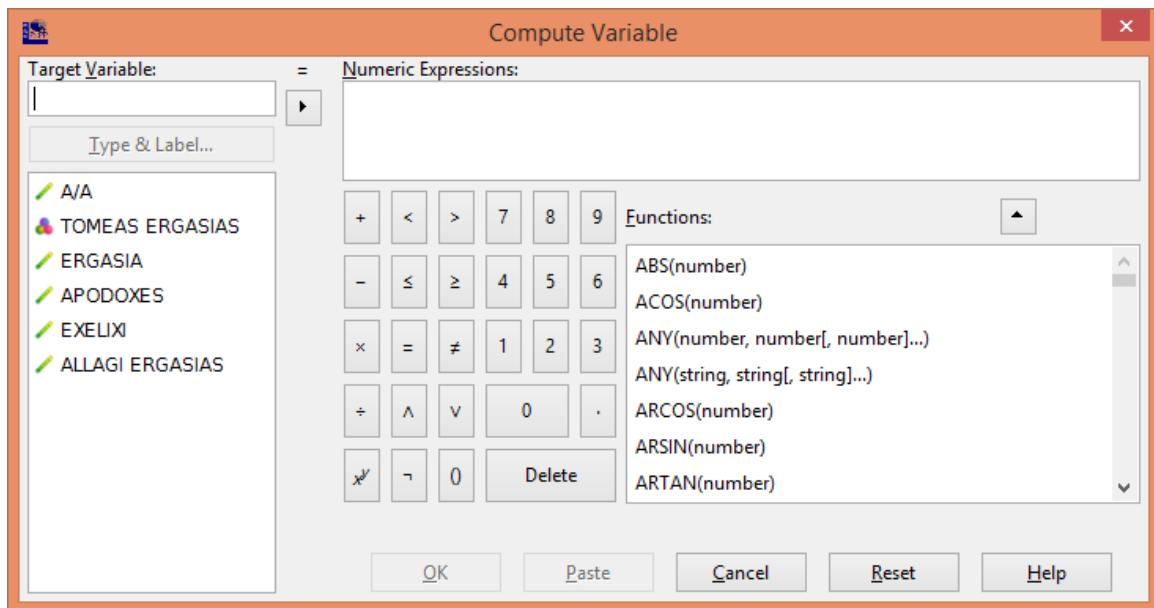 Compute Variable
Target Variable:
=
Numeric Expressions:
Type & Label...
A/A
TOMEAS ERGASIAS
ERGASIA
APODOXES
EXELIXI
ALLAGI ERGASIAS
+ < > 7 8 9
− ≤ ≥ 4 5 6
× = ≠ 1 2 3
÷ ∧ ∨ 0 .
xʸ ¬ () Delete
Functions:
ABS(number)
ACOS(number)
ANY(number, number[, number]...)
ANY(string, string[, string]...)
ARCOS(number)
ARSIN(number)
ARTAN(number)
OK Paste Cancel Reset Help